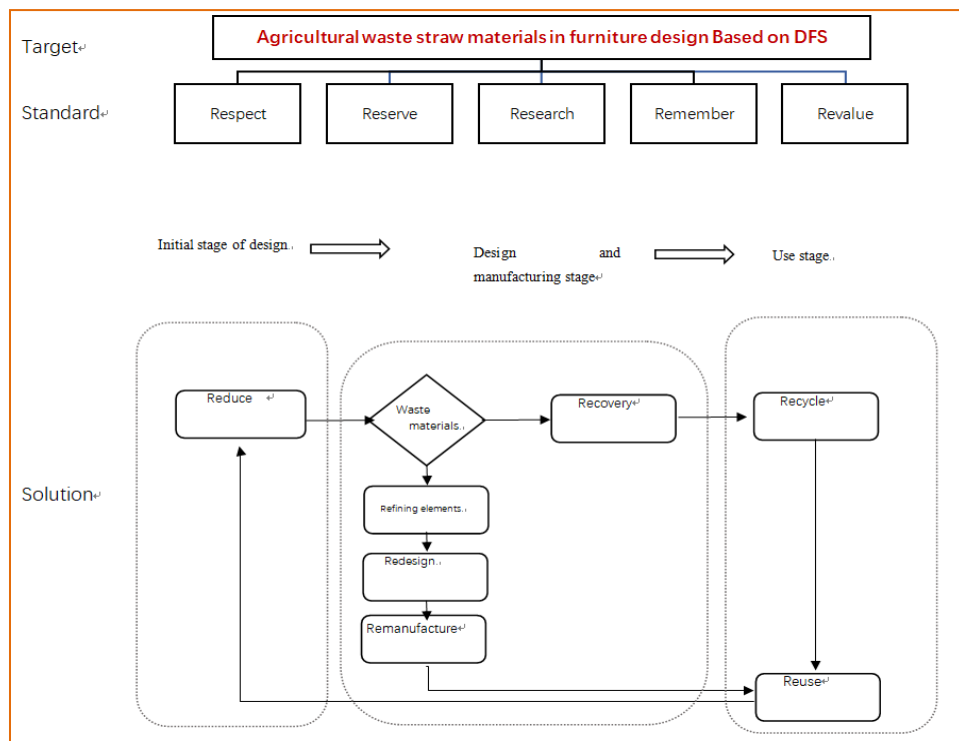 Target
Agricultural waste straw materials in furniture design Based on DFS
Standard
Respect
Reserve
Research
Remember
Revalue
Initial stage of design.
Design and
manufacturing stage
Use stage.
Solution
Reduce
Waste
materials.
Recovery
Recycle
Refining elements.
Redesign.
Remanufacture
Reuse